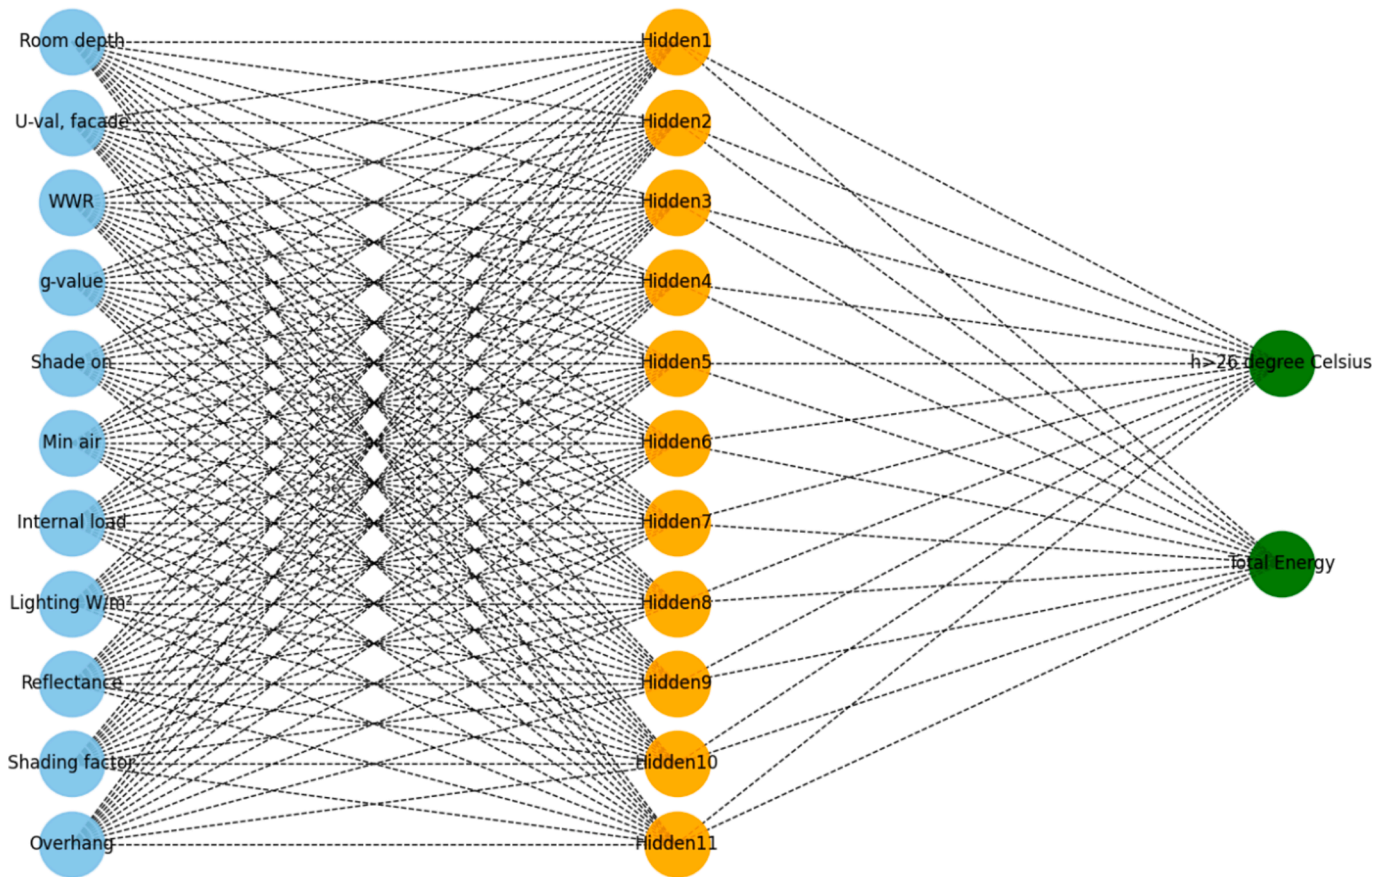 Room depth
U-val, facade
WWR
g-value
Shade on
Min air
Internal load
Lighting W/m²
Reflectance
Shading factor
Overhang
Hidden1
Hidden2
Hidden3
Hidden4
Hidden5
Hidden6
Hidden7
Hidden8
Hidden9
Hidden10
Hidden11
h>26 degree Celsius
Total Energy